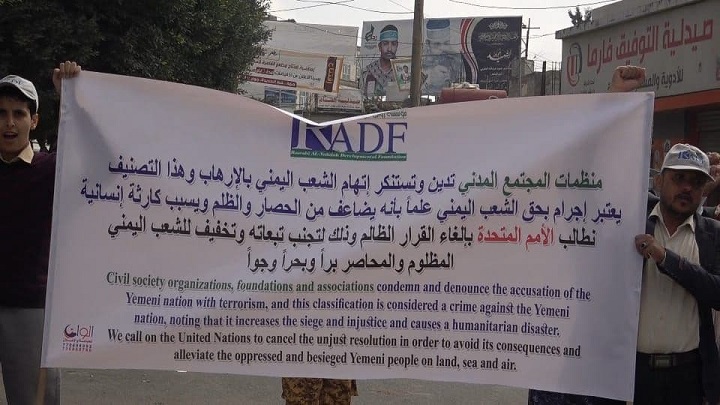 صيدلية التوفيق فارما
للأدوية
RADF
منظمات المجتمع المدني تدين وتستنكر إتهام الشعب اليمني بالإرهاب وهذا التصنيف
يعتبر إجرام بحق الشعب اليمني علماً بأنه يضاعف من الحصار والظلم ويسبب كارثة إنسانية
نطالب الأمم المتحدة بإلغاء القرار الظالم وذلك لتجنب تبعاته وتخفيف للشعب اليمني
المظلوم والمحاصر براً وبحراً وجواً
Civil society organizations, foundations and associations condemn and denounce the accusation of the
Yemeni nation with terrorism, and this classification is considered a crime against the Yemeni
nation, noting that it increases the siege and injustice and causes a humanitarian disaster.
We call on the United Nations to cancel the unjust resolution in order to avoid its consequences and
alleviate the oppressed and besieged Yemeni people on land, sea and air.